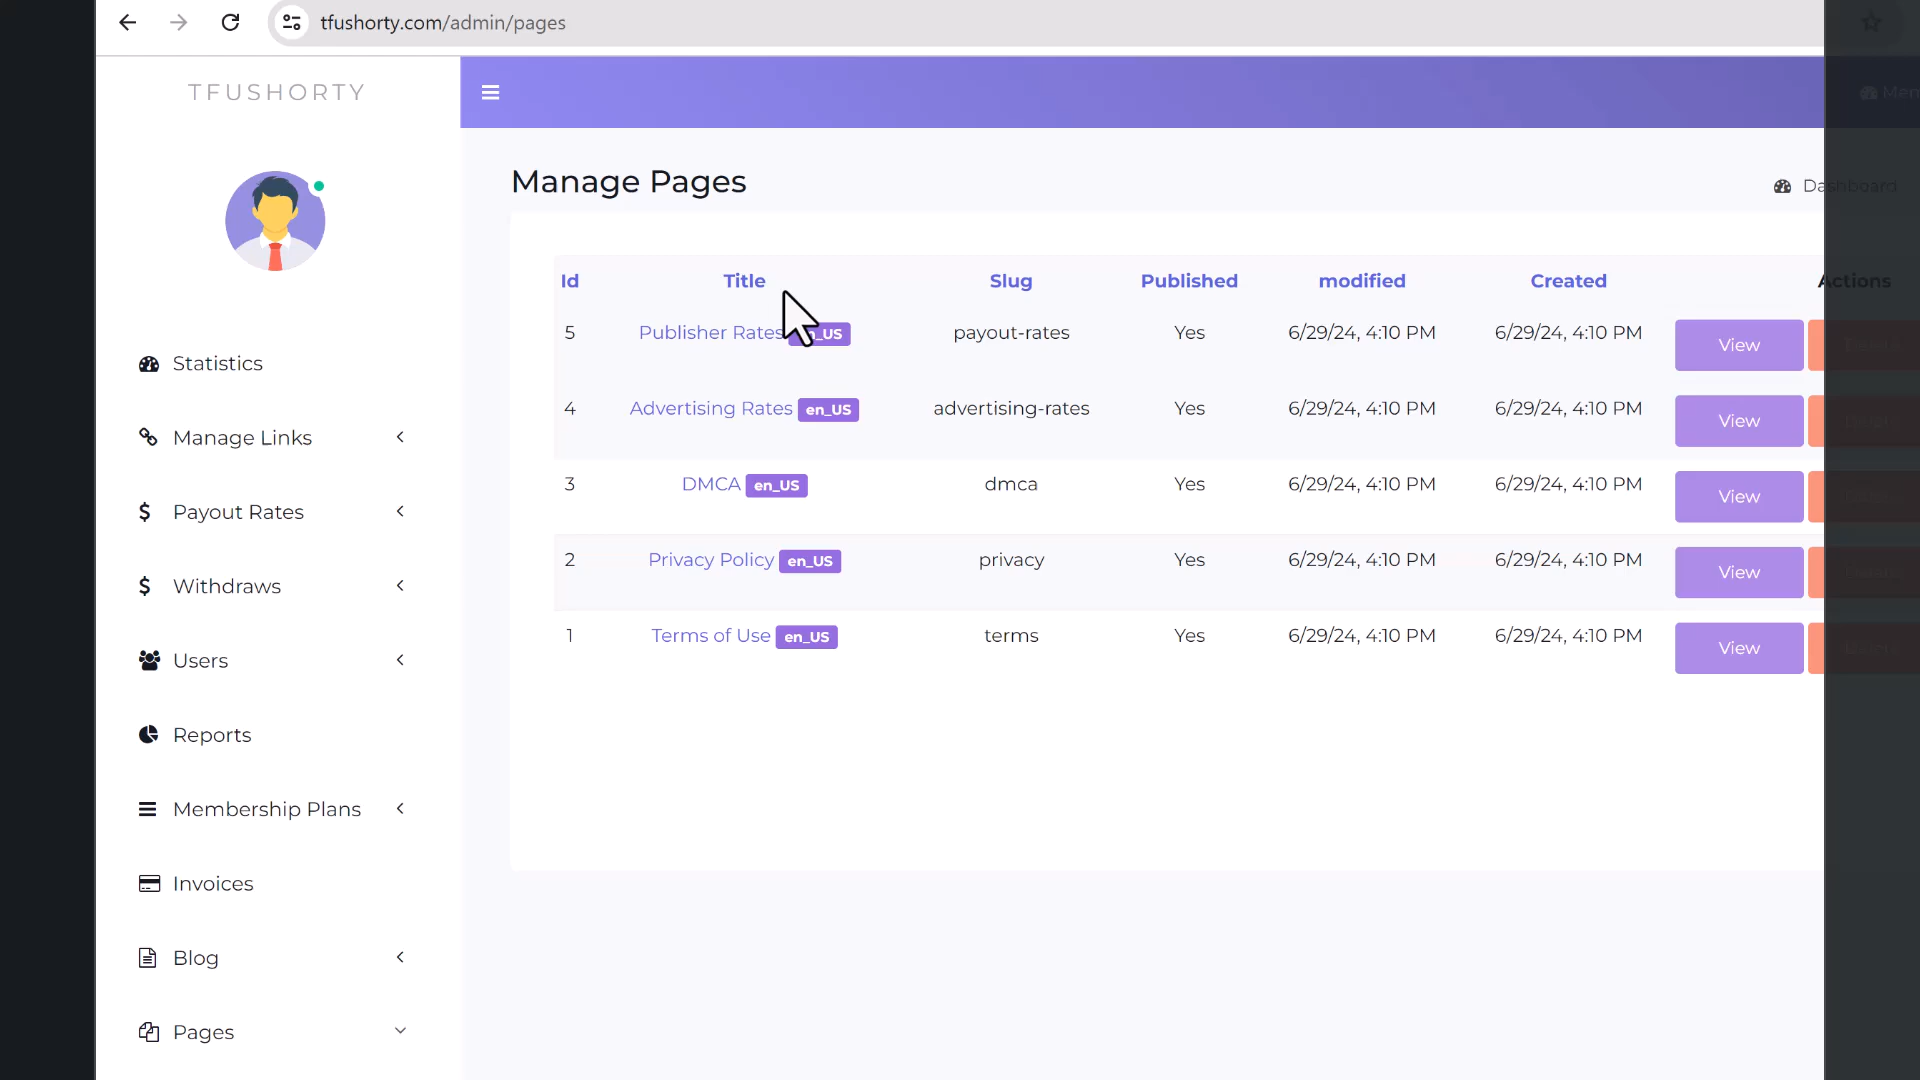 tfushorty.com/admin/pages
TFUSHORTY
Manage Pages
Dashboard
Id Title Slug Published modified Created Actions
5 Publisher Rates payout-rates Yes 6/29/24, 4:10 PM 6/29/24, 4:10 PM View
4 Advertising Rates en_US advertising-rates Yes 6/29/24, 4:10 PM 6/29/24, 4:10 PM View
3 DMCA en_US dmca Yes 6/29/24, 4:10 PM 6/29/24, 4:10 PM View
2 Privacy Policy en_US privacy Yes 6/29/24, 4:10 PM 6/29/24, 4:10 PM View
1 Terms of Use en_US terms Yes 6/29/24, 4:10 PM 6/29/24, 4:10 PM View
Statistics
Manage Links
Payout Rates
Withdraws
Users
Reports
Membership Plans
Invoices
Blog
Pages